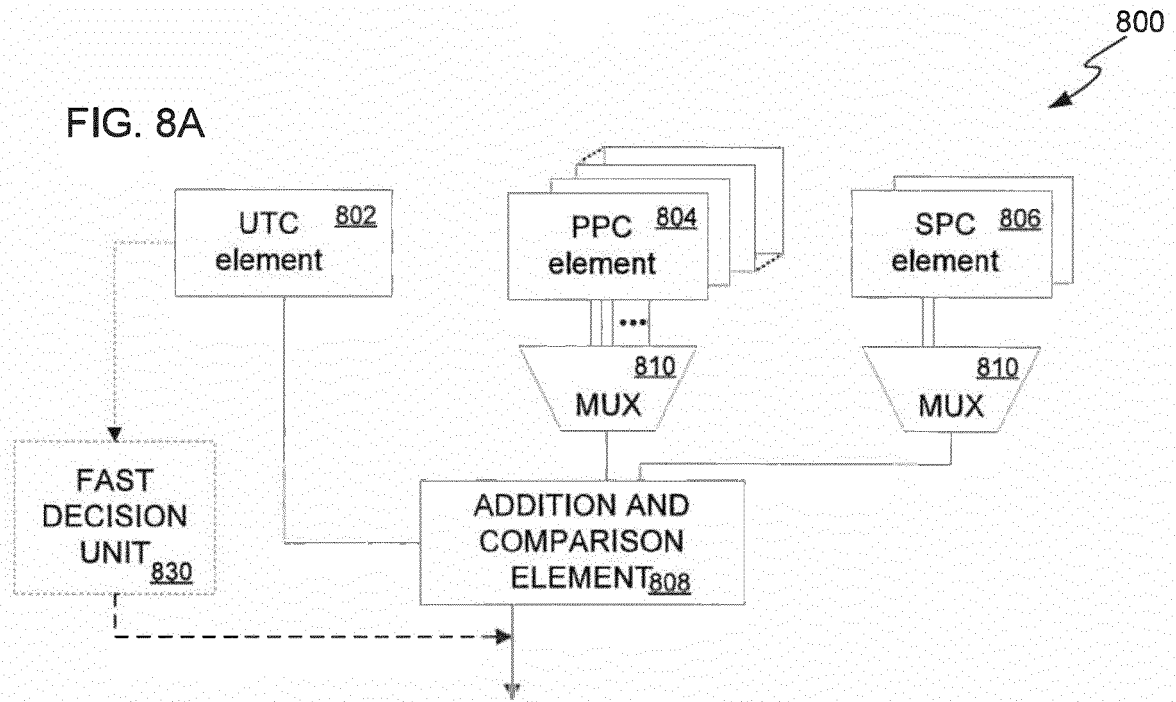 800
FIG. 8A
UTC 802
element
PPC 804
element
SPC 806
element
810
MUX
810
MUX
FAST
DECISION
UNIT 830
ADDITION AND
COMPARISON
ELEMENT 808